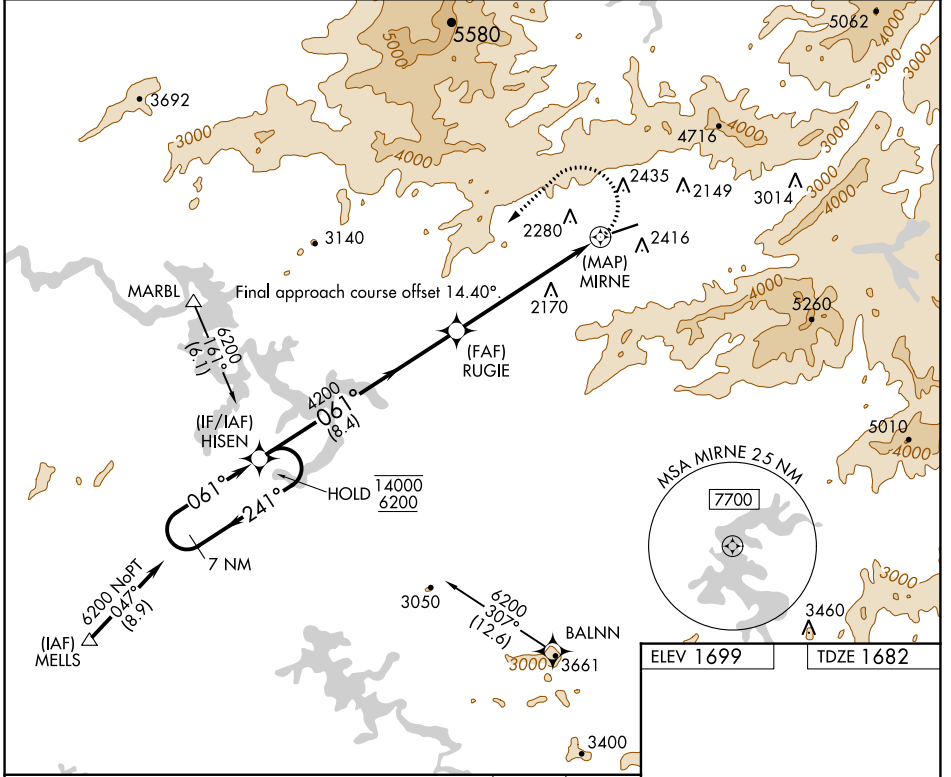 5580
5062
5000
4000
3000
3000
3692
3000
4000
4716
4000
3000
2435
2149
3014
3000
4000
2280
3140
2416
(MAP)
MIRNE
MARBL
Final approach course offset 14.40°.
2170
4000
5260
6200
161°
(6.1)
(FAF)
RUGIE
4200
061°
(8.4)
(IF/IAF)
HISEN
5010
4000
MSA MIRNE 25 NM
7700
HOLD 14000
6200
061°
241°
7 NM
6200 NoPT
047°
(8.9)
(IAF)
MELLS
3050
6200
307°
(12.6)
BALNN
3000
3661
3000
3460
ELEV 1699
TDZE 1682
3400